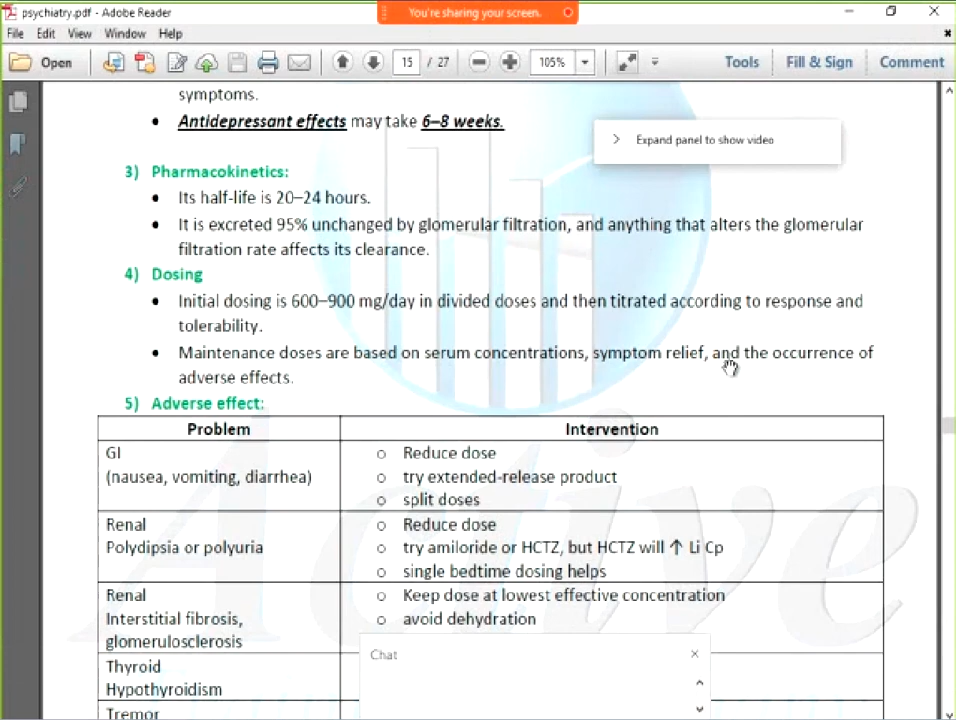 psychiatry.pdf - Adobe Reader
You're sharing your screen.
File Edit View Window Help
Open 15 / 27 105% Tools Fill & Sign Comment
symptoms.
• Antidepressant effects may take 6–8 weeks.
Expand panel to show video
3) Pharmacokinetics:
• Its half-life is 20–24 hours.
• It is excreted 95% unchanged by glomerular filtration, and anything that alters the glomerular
filtration rate affects its clearance.
4) Dosing
• Initial dosing is 600–900 mg/day in divided doses and then titrated according to response and
tolerability.
• Maintenance doses are based on serum concentrations, symptom relief, and the occurrence of
adverse effects.
5) Adverse effect:
Problem Intervention
GI
(nausea, vomiting, diarrhea)
o Reduce dose
o try extended-release product
o split doses
Renal
Polydipsia or polyuria
o Reduce dose
o try amiloride or HCTZ, but HCTZ will ↑ Li Cp
o single bedtime dosing helps
Renal
Interstitial fibrosis,
glomerulosclerosis
o Keep dose at lowest effective concentration
o avoid dehydration
Thyroid
Hypothyroidism
Tremor
Chat
Active